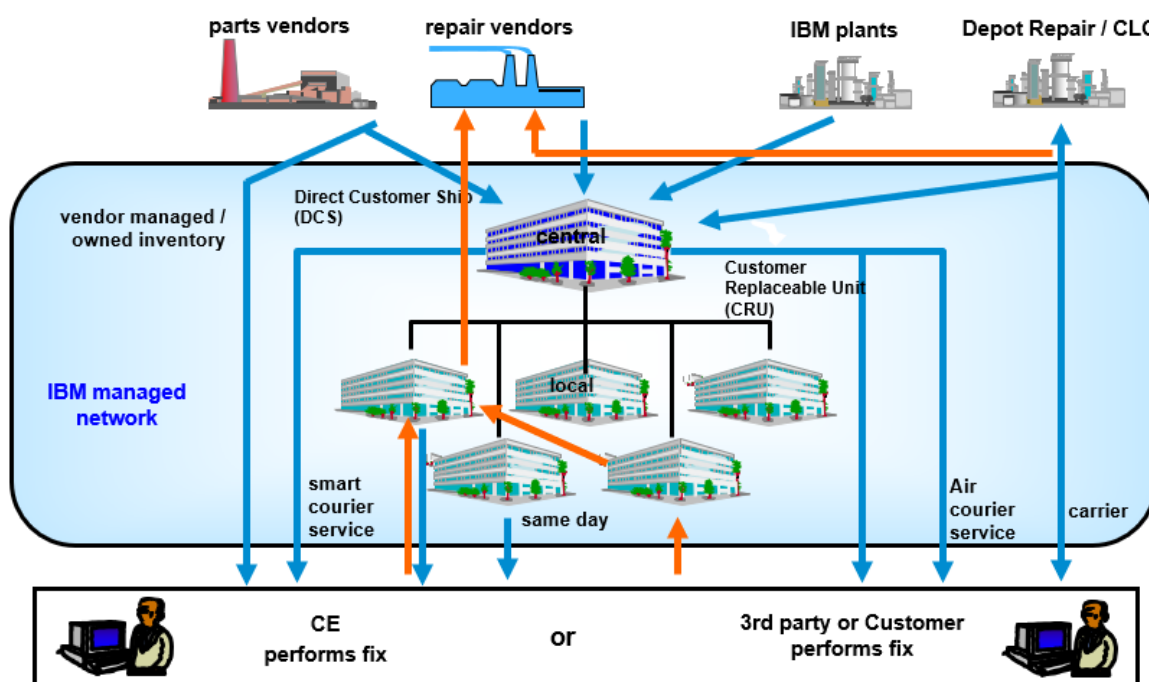 parts vendors
repair vendors
IBM plants
Depot Repair / CLC
Direct Customer Ship
(DCS)
vendor managed /
owned inventory
central
Customer
Replaceable Unit
(CRU)
IBM managed
network
local
smart
courier
service
same day
Air
courier
service
carrier
CE
performs fix
or
3rd party or Customer
performs fix